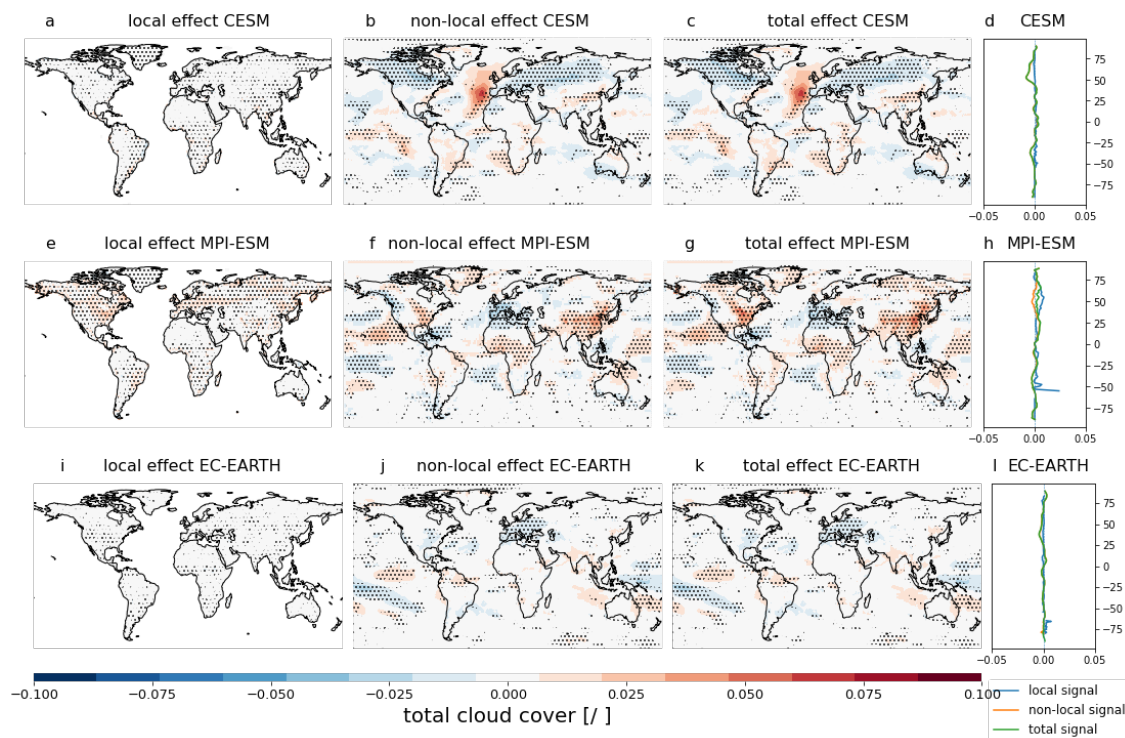 a local effect CESM b non-local effect CESM c total effect CESM d CESM
75
50
25
0
−25
−50
−75
−0.05 0.00 0.05
e local effect MPI-ESM f non-local effect MPI-ESM g total effect MPI-ESM h MPI-ESM
75
50
25
0
−25
−50
−75
−0.05 0.00 0.05
i local effect EC-EARTH j non-local effect EC-EARTH k total effect EC-EARTH l EC-EARTH
75
50
25
0
−25
−50
−75
−0.05 0.00 0.05
−0.100 −0.075 −0.050 −0.025 0.000 0.025 0.050 0.075 0.100
total cloud cover [/ ]
local signal
non-local signal
total signal